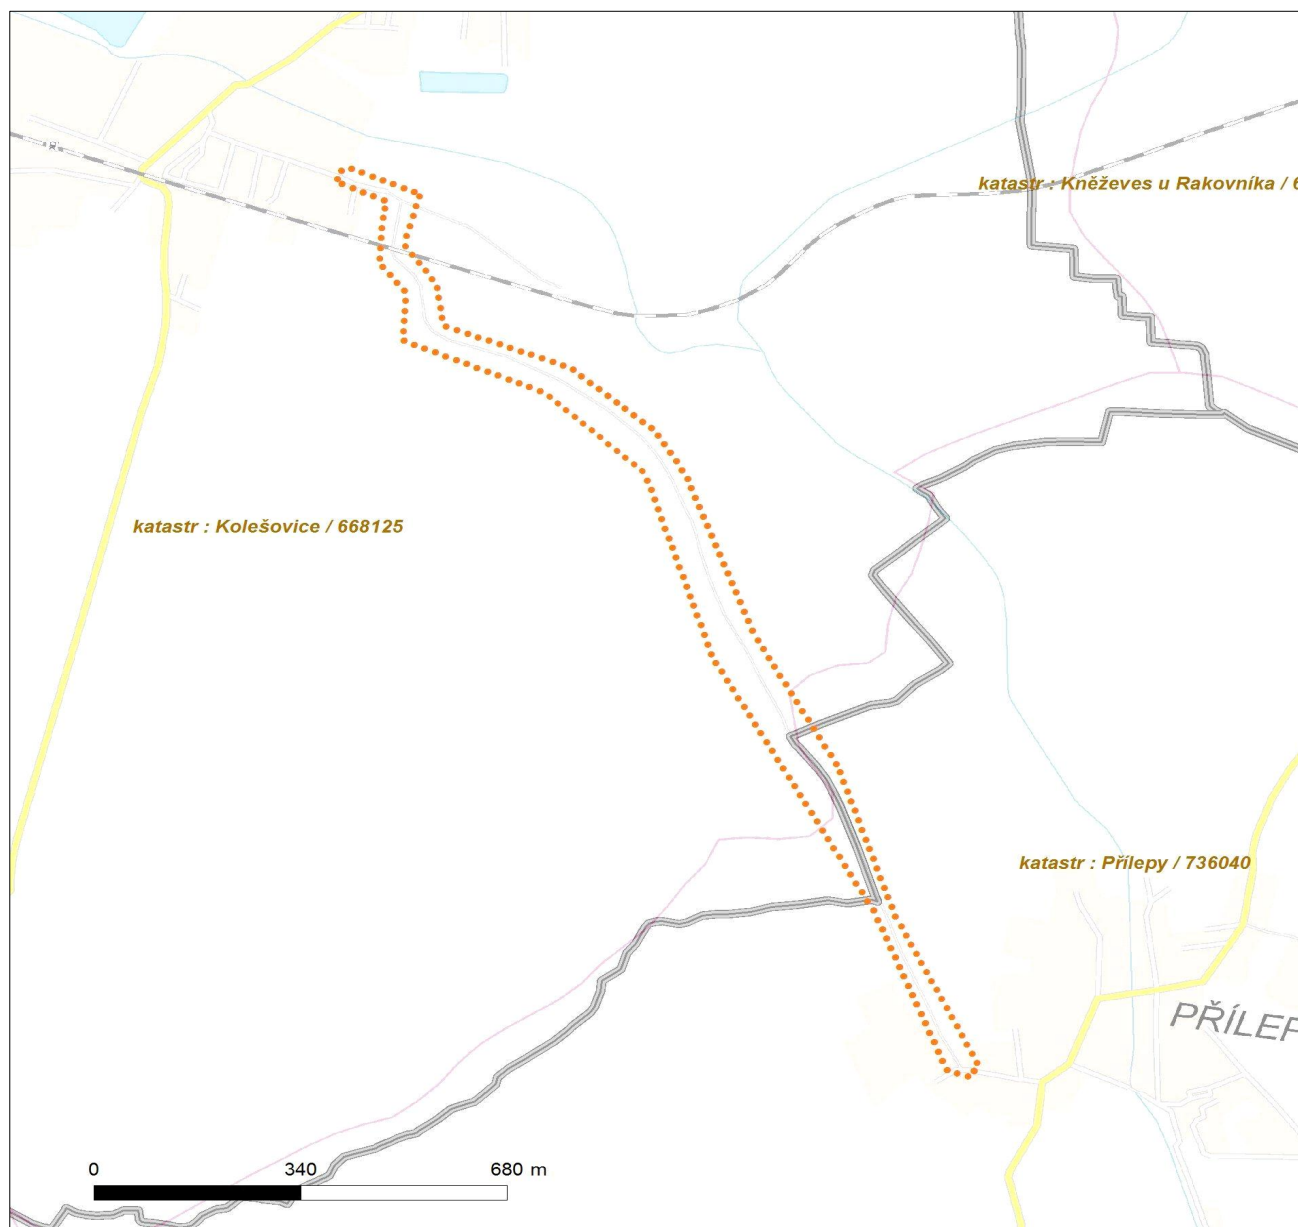 katastr : Kněževes u Rakovníka / 6
katastr : Kolešovice / 668125
katastr : Přílepy / 736040
PŘÍLEP
0 340 680 m